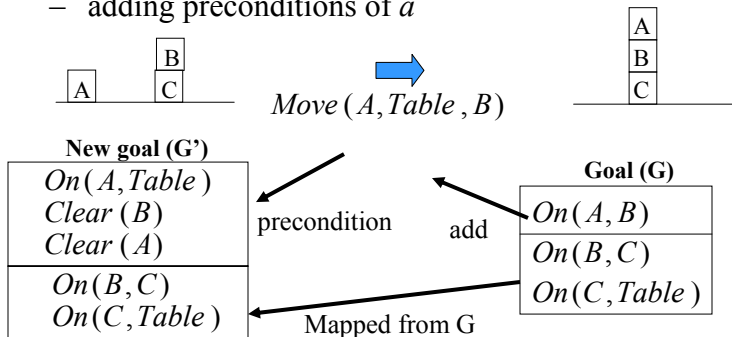 – adding preconditions of a
A
B
C
Move (A, Table , B)
A
B
C
New goal (G’)
On( A, Table )
Clear ( B)
Clear ( A)
On( B, C )
On( C , Table )
precondition
add
Mapped from G
Goal (G)
On( A, B )
On( B, C )
On( C , Table )